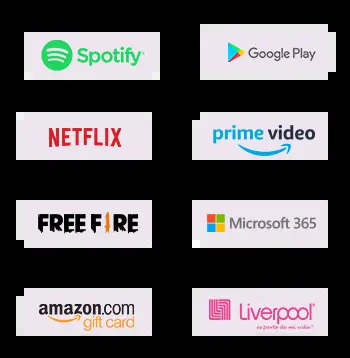 Spotify®
Google Play
NETFLIX
prime video
FREE FIRE
Microsoft 365
amazon.com
gift card
Liverpool®
es parte de mi vida®